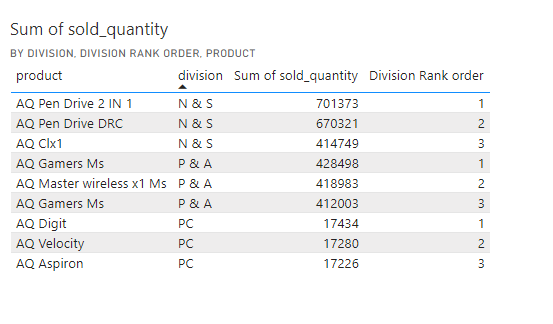 Sum of sold_quantity
BY DIVISION, DIVISION RANK ORDER, PRODUCT
product division Sum of sold_quantity Division Rank order
AQ Pen Drive 2 IN 1 N & S 701373 1
AQ Pen Drive DRC N & S 670321 2
AQ Clx1 N & S 414749 3
AQ Gamers Ms P & A 428498 1
AQ Master wireless x1 Ms P & A 418983 2
AQ Gamers Ms P & A 412003 3
AQ Digit PC 17434 1
AQ Velocity PC 17280 2
AQ Aspiron PC 17226 3